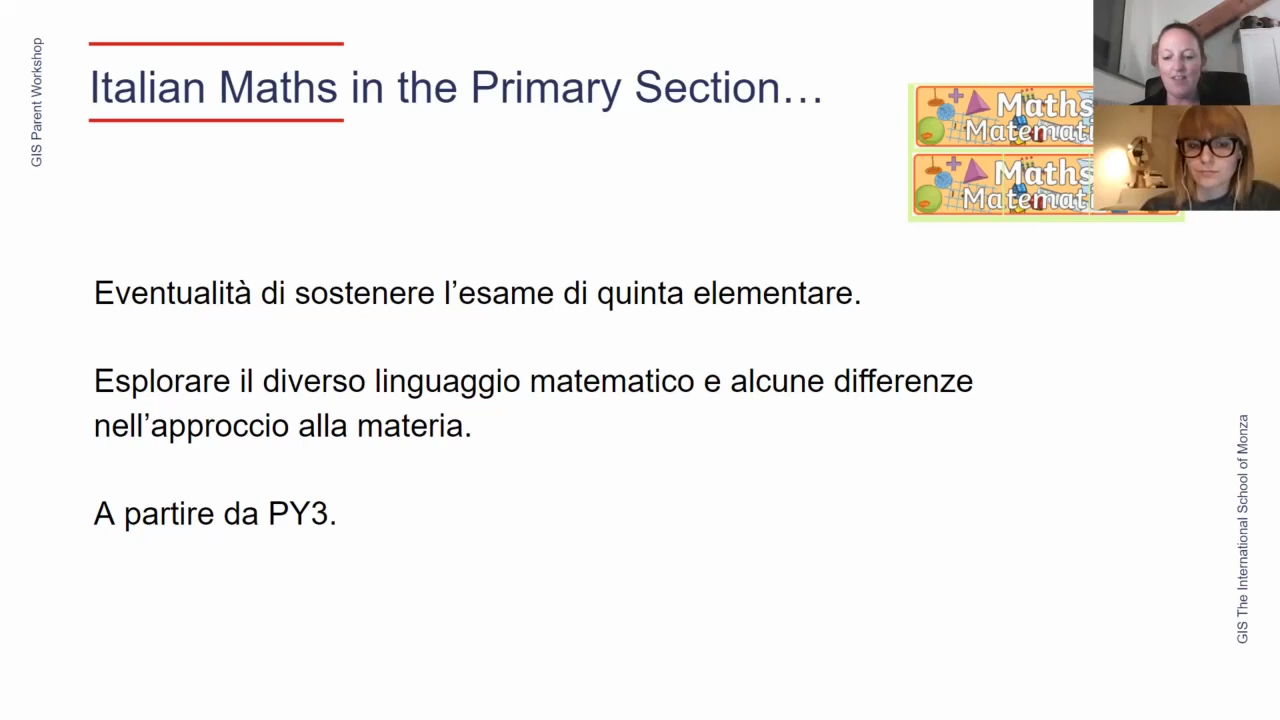 GIS Parent Workshop
Italian Maths in the Primary Section…
Maths
Maths
Eventualità di sostenere l’esame di quinta elementare.
Esplorare il diverso linguaggio matematico e alcune differenze
nell’approccio alla materia.
A partire da PY3.
GIS The International School of Monza